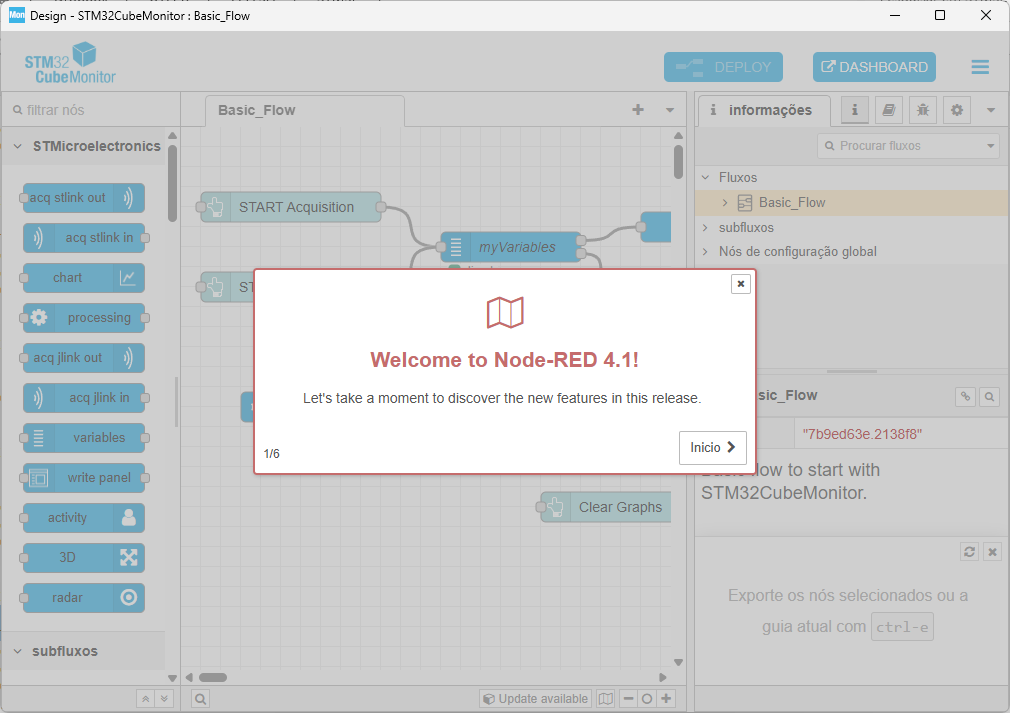 Mon Design - STM32CubeMonitor : Basic_Flow
STM32
CubeMonitor
DEPLOY
DASHBOARD
filtrar nós
STMicroelectronics
acq stlink out
acq stlink in
chart
processing
acq jlink out
acq jlink in
variables
write panel
activity
3D
radar
subfluxos
Basic_Flow
START Acquisition
myVariables
ST
Clear Graphs
Welcome to Node-RED 4.1!
Let's take a moment to discover the new features in this release.
1/6
Inicio
Update available
informações
Procurar fluxos
Fluxos
Basic_Flow
subfluxos
Nós de configuração global
sic_Flow
"7b9ed63e.2138f8"
Basic flow to start with
STM32CubeMonitor.
Exporte os nós selecionados ou a
guia atual com ctrl-e